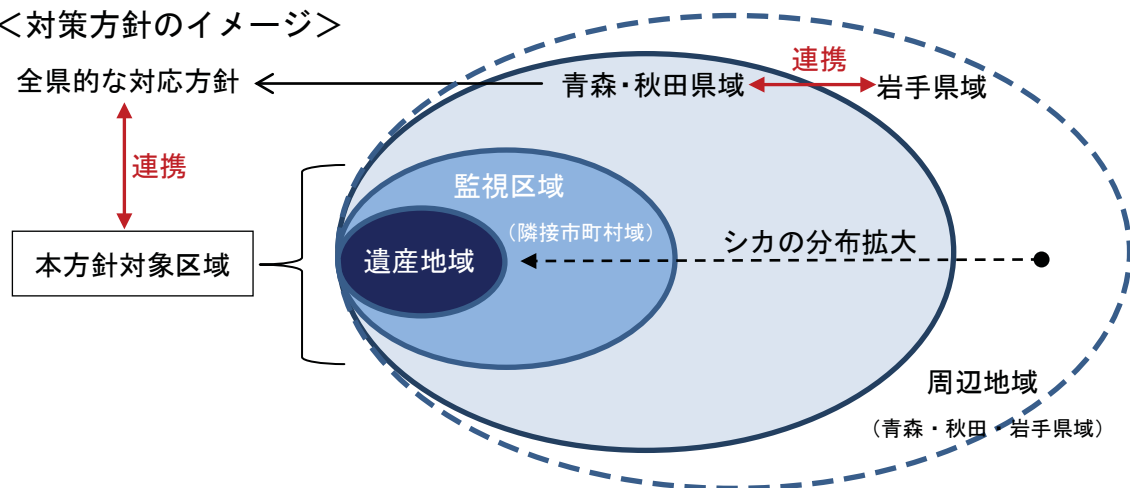 ＜対策方針のイメージ＞
全県的な対応方針
青森・秋田県域
連携
岩手県域
連携
監視区域
（隣接市町村域）
本方針対象区域
遺産地域
シカの分布拡大
周辺地域
（青森・秋田・岩手県域）